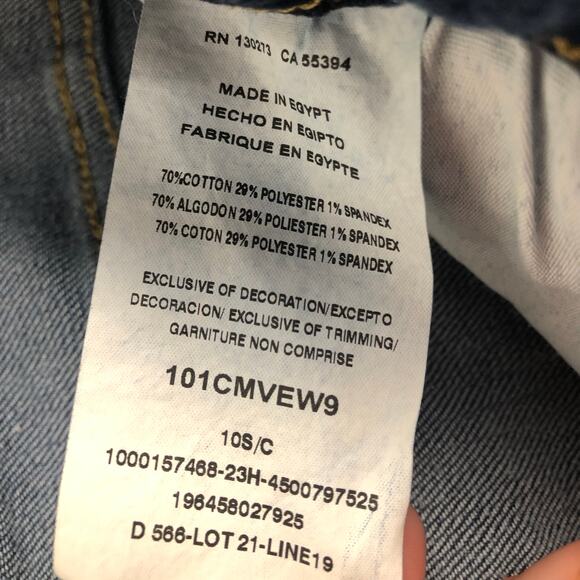 RN 130273 CA 55394
MADE IN EGYPT
HECHO EN EGIPTO
FABRIQUE EN EGYPTE
70%COTTON 29% POLYESTER 1% SPANDEX
70% ALGODON 29% POLIESTER 1% SPANDEX
70% COTON 29% POLYESTER 1% SPANDEX
EXCLUSIVE OF DECORATION/EXCEPTO
DECORACION/ EXCLUSIVE OF TRIMMING/
GARNITURE NON COMPRISE
101CMVEW9
10S/C
1000157468-23H-4500797525
196458027925
D 566-LOT 21-LINE19